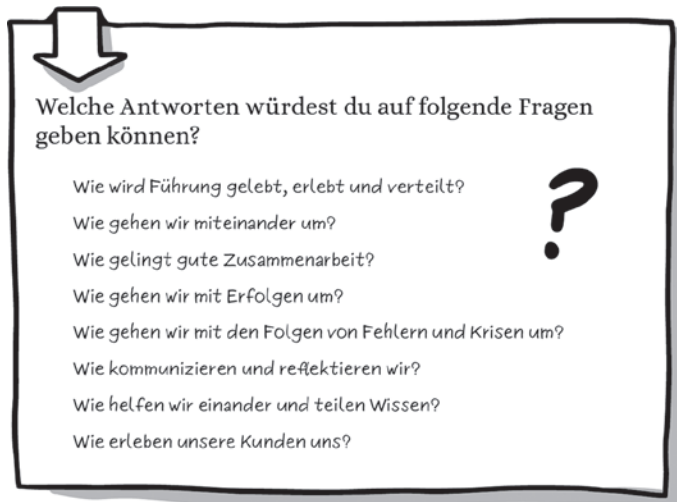 Welche Antworten würdest du auf folgende Fragen
geben können?
Wie wird Führung gelebt, erlebt und verteilt?
Wie gehen wir miteinander um?
Wie gelingt gute Zusammenarbeit?
Wie gehen wir mit Erfolgen um?
Wie gehen wir mit den Folgen von Fehlern und Krisen um?
Wie kommunizieren und reflektieren wir?
Wie helfen wir einander und teilen Wissen?
Wie erleben unsere Kunden uns?
?